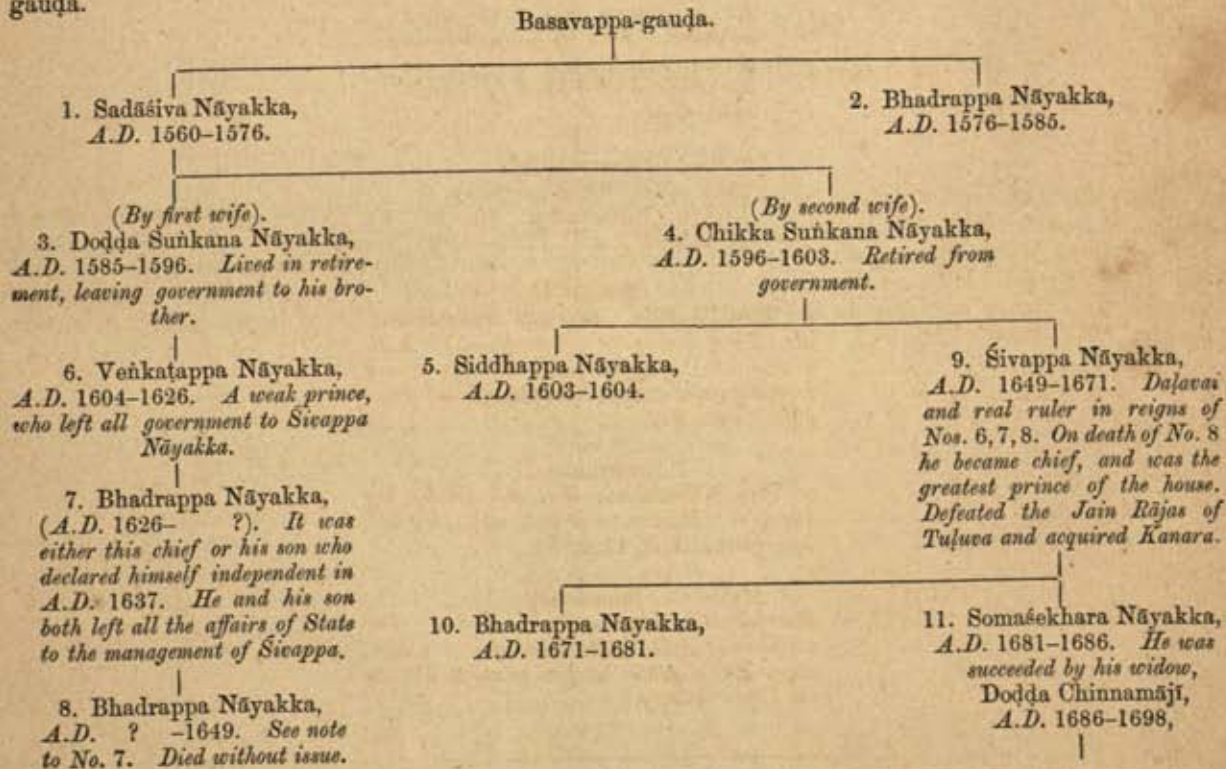 gauḍa.
Basavappa-gauḍa.
1. Sadāśiva Nāyakka,
A.D. 1560–1576.
2. Bhadrappa Nāyakka,
A.D. 1576–1585.
(By first wife).
3. Doḍḍa Suṅkana Nāyakka,
A.D. 1585–1596. Lived in retire-
ment, leaving government to his bro-
ther.
(By second wife).
4. Chikka Suṅkana Nāyakka,
A.D. 1596–1603. Retired from
government.
6. Veṅkaṭappa Nāyakka,
A.D. 1604–1626. A weak prince,
who left all government to Śivappa
Nāyakka.
5. Siddhappa Nāyakka,
A.D. 1603–1604.
9. Śivappa Nāyakka,
A.D. 1649–1671. Daḷavai
and real ruler in reigns of
Nos. 6, 7, 8. On death of No. 8
he became chief, and was the
greatest prince of the house.
Defeated the Jain Rājas of
Tuḷuva and acquired Kanara.
7. Bhadrappa Nāyakka,
(A.D. 1626– ?). It was
either this chief or his son who
declared himself independent in
A.D. 1637. He and his son
both left all the affairs of State
to the management of Śivappa.
10. Bhadrappa Nāyakka,
A.D. 1671–1681.
11. Somaśekhara Nāyakka,
A.D. 1681–1686. He was
succeeded by his widow,
Doḍḍa Chinnamājī,
A.D. 1686–1698,
8. Bhadrappa Nāyakka,
A.D. ? –1649. See note
to No. 7. Died without issue.